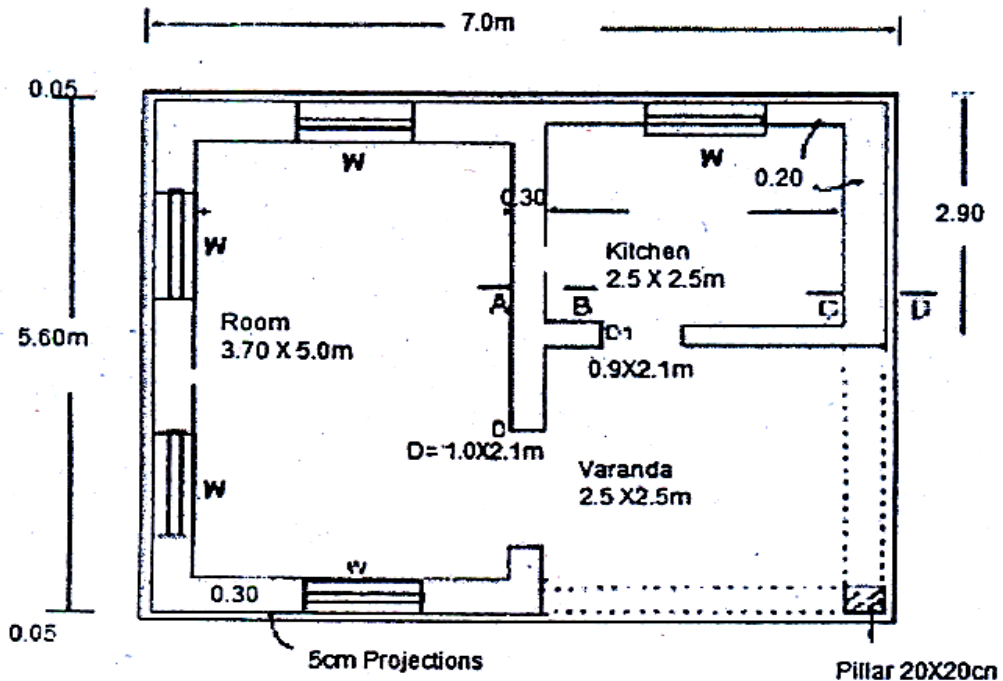 7.0m
0.05
W
W
0.20
0.30
2.90
W
Kitchen
2.5 X 2.5m
A
B
C
D
5.60m
Room
3.70 X 5.0m
D1
0.9X2.1m
D
D= 1.0X2.1m
Varanda
2.5 X2.5m
W
W
0.30
0.05
5cm Projections
Pillar 20X20cn